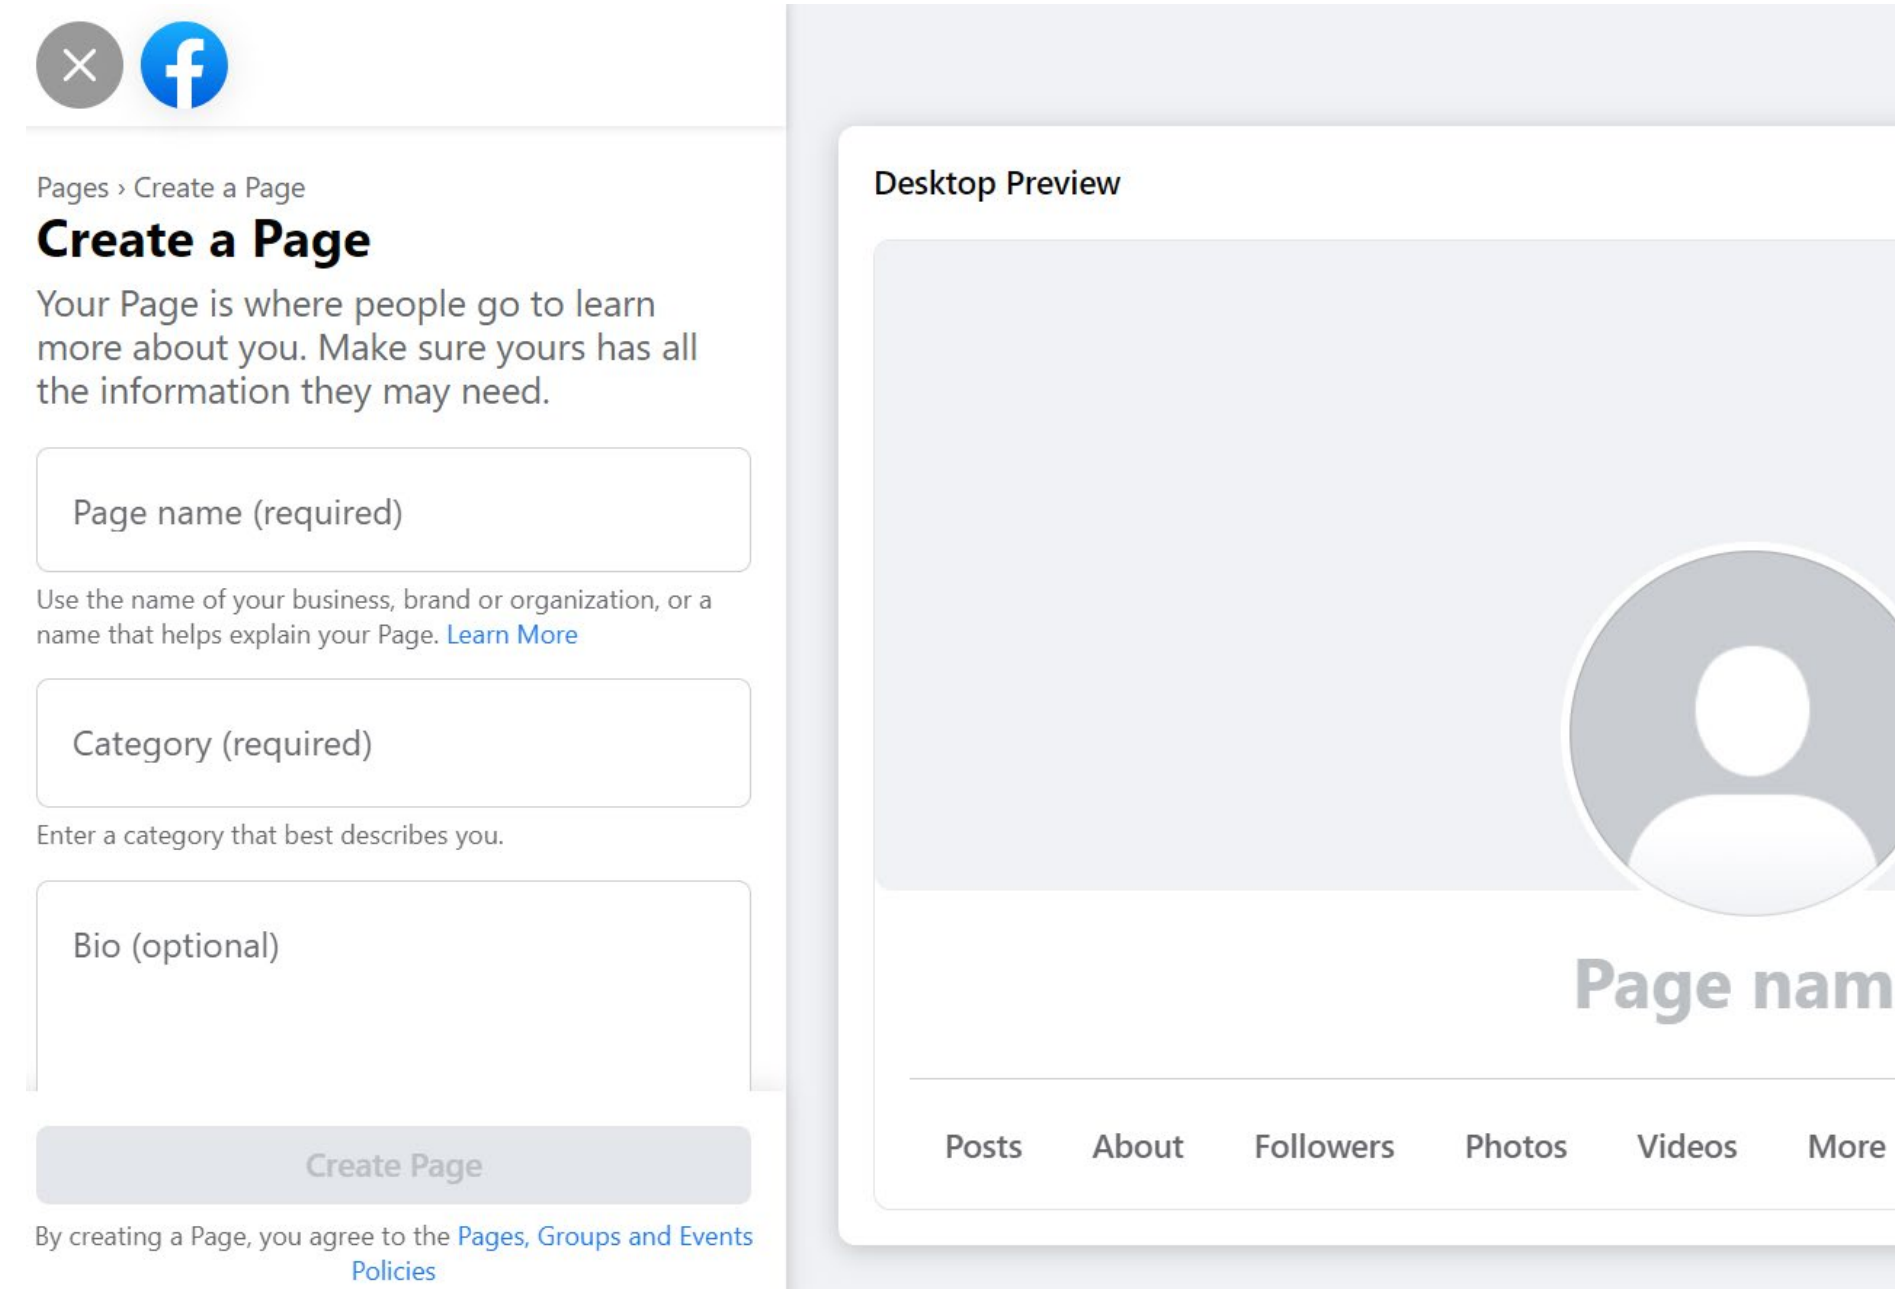 Pages › Create a Page
Create a Page
Your Page is where people go to learn
more about you. Make sure yours has all
the information they may need.
Page name (required)
Use the name of your business, brand or organization, or a
name that helps explain your Page. Learn More
Category (required)
Enter a category that best describes you.
Bio (optional)
Create Page
By creating a Page, you agree to the Pages, Groups and Events
Policies
Desktop Preview
Page nam
Posts About Followers Photos Videos More